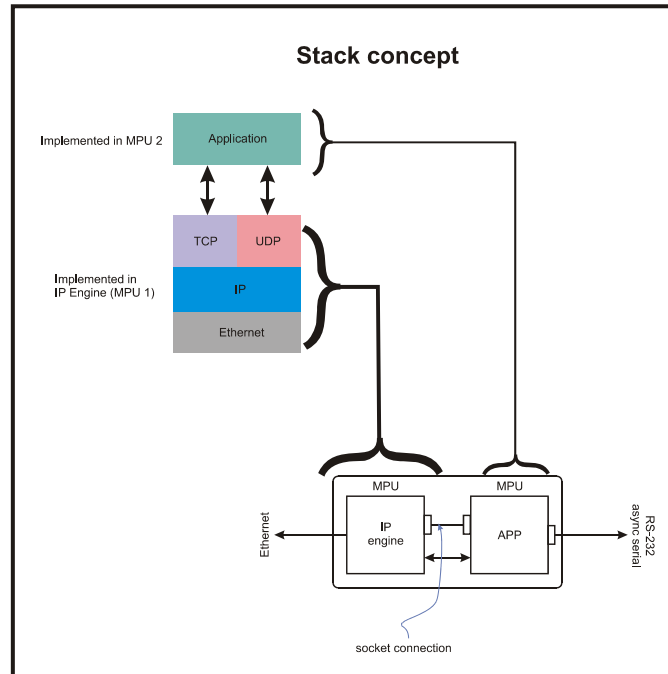 Stack concept
Implemented in MPU 2
Application
TCP
UDP
Implemented in
IP Engine (MPU 1)
IP
Ethernet
MPU
MPU
IP
engine
APP
Ethernet
RS-232
async serial
socket connection